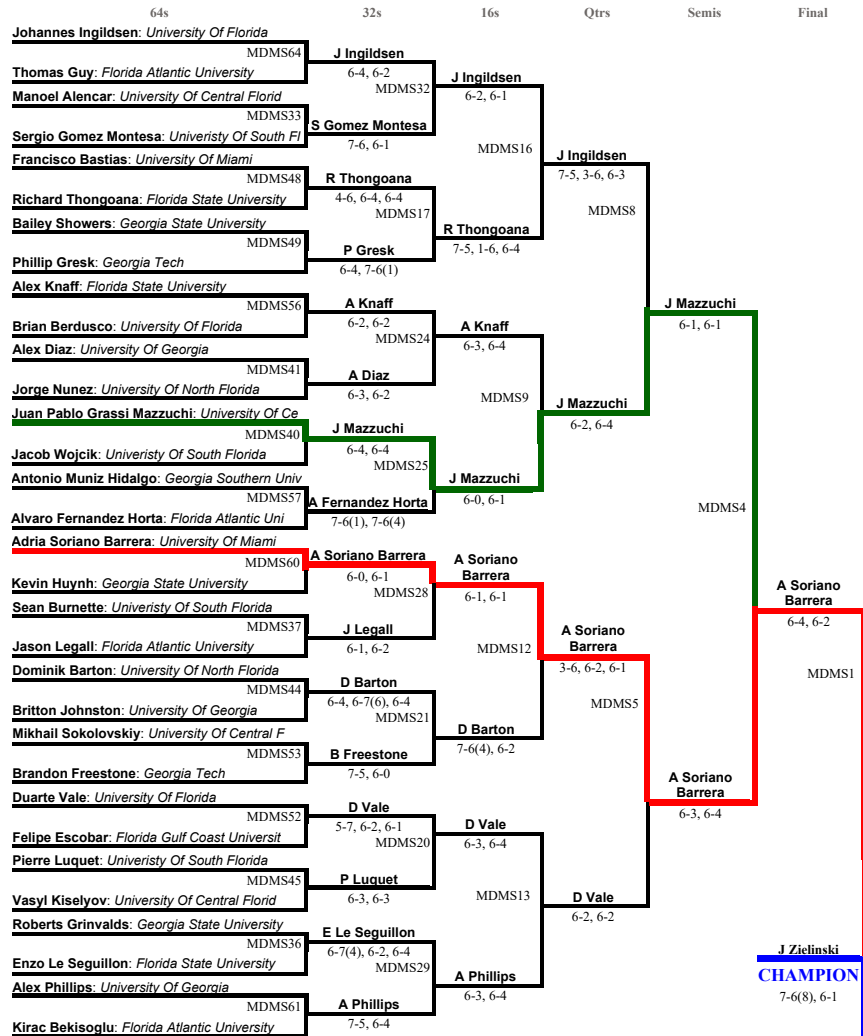 64s
32s
16s
Qtrs
Semis
Final
Johannes Ingildsen: University Of Florida
MDMS64
Thomas Guy: Florida Atlantic University
J Ingildsen
6-4, 6-2
MDMS32
Manoel Alencar: University Of Central Florid
MDMS33
Sergio Gomez Montesa: Univeristy Of South Fl
S Gomez Montesa
7-6, 6-1
J Ingildsen
6-2, 6-1
MDMS16
Francisco Bastias: University Of Miami
MDMS48
Richard Thongoana: Florida State University
R Thongoana
4-6, 6-4, 6-4
MDMS17
Bailey Showers: Georgia State University
MDMS49
Phillip Gresk: Georgia Tech
P Gresk
6-4, 7-6(1)
R Thongoana
7-5, 1-6, 6-4
J Ingildsen
7-5, 3-6, 6-3
MDMS8
Alex Knaff: Florida State University
MDMS56
Brian Berdusco: University Of Florida
A Knaff
6-2, 6-2
MDMS24
Alex Diaz: University Of Georgia
MDMS41
Jorge Nunez: University Of North Florida
A Diaz
6-3, 6-2
A Knaff
6-3, 6-4
MDMS9
Juan Pablo Grassi Mazzuchi: University Of Ce
MDMS40
Jacob Wojcik: Univeristy Of South Florida
J Mazzuchi
6-4, 6-4
MDMS25
Antonio Muniz Hidalgo: Georgia Southern Univ
MDMS57
Alvaro Fernandez Horta: Florida Atlantic Uni
A Fernandez Horta
7-6(1), 7-6(4)
J Mazzuchi
6-0, 6-1
J Mazzuchi
6-2, 6-4
J Mazzuchi
6-1, 6-1
MDMS4
Adria Soriano Barrera: University Of Miami
MDMS60
Kevin Huynh: Georgia State University
A Soriano Barrera
6-0, 6-1
MDMS28
Sean Burnette: Univeristy Of South Florida
MDMS37
Jason Legall: Florida Atlantic University
J Legall
6-1, 6-2
A Soriano
Barrera
6-1, 6-1
MDMS12
Dominik Barton: University Of North Florida
MDMS44
Britton Johnston: University Of Georgia
D Barton
6-4, 6-7(6), 6-4
MDMS21
Mikhail Sokolovskiy: University Of Central F
MDMS53
Brandon Freestone: Georgia Tech
B Freestone
7-5, 6-0
D Barton
7-6(4), 6-2
A Soriano
Barrera
3-6, 6-2, 6-1
MDMS5
Duarte Vale: University Of Florida
MDMS52
Felipe Escobar: Florida Gulf Coast Universit
D Vale
5-7, 6-2, 6-1
MDMS20
Pierre Luquet: Univeristy Of South Florida
MDMS45
Vasyl Kiselyov: University Of Central Florid
P Luquet
6-3, 6-3
D Vale
6-3, 6-4
MDMS13
Roberts Grinvalds: Georgia State University
MDMS36
Enzo Le Seguillon: Florida State University
E Le Seguillon
6-7(4), 6-2, 6-4
MDMS29
Alex Phillips: University Of Georgia
MDMS61
Kirac Bekisoglu: Florida Atlantic University
A Phillips
7-5, 6-4
A Phillips
6-3, 6-4
D Vale
6-2, 6-2
A Soriano
Barrera
6-3, 6-4
A Soriano
Barrera
6-4, 6-2
MDMS1
J Zielinski
CHAMPION
7-6(8), 6-1